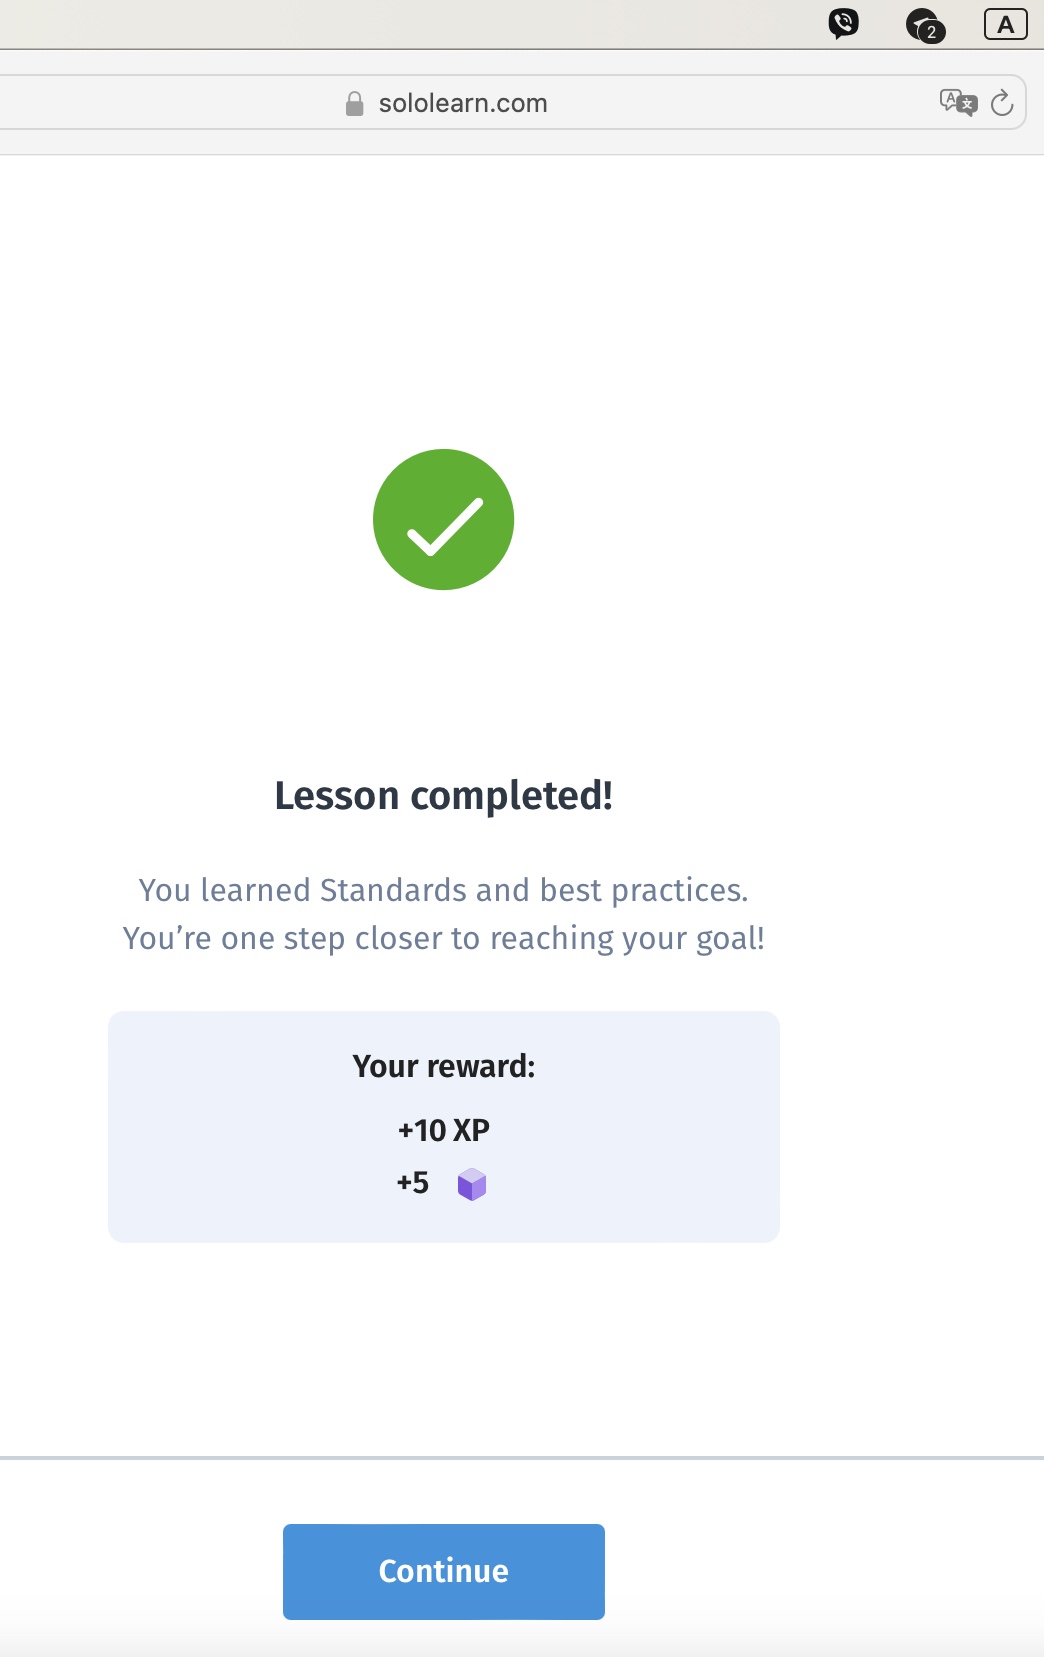 2
A
sololearn.com
A 文
Lesson completed!
You learned Standards and best practices.
You’re one step closer to reaching your goal!
Your reward:
+10 XP
+5
Continue